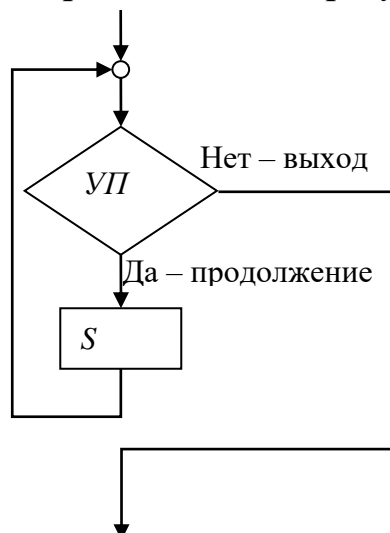 Нет – выход
УП
Да – продолжение
S